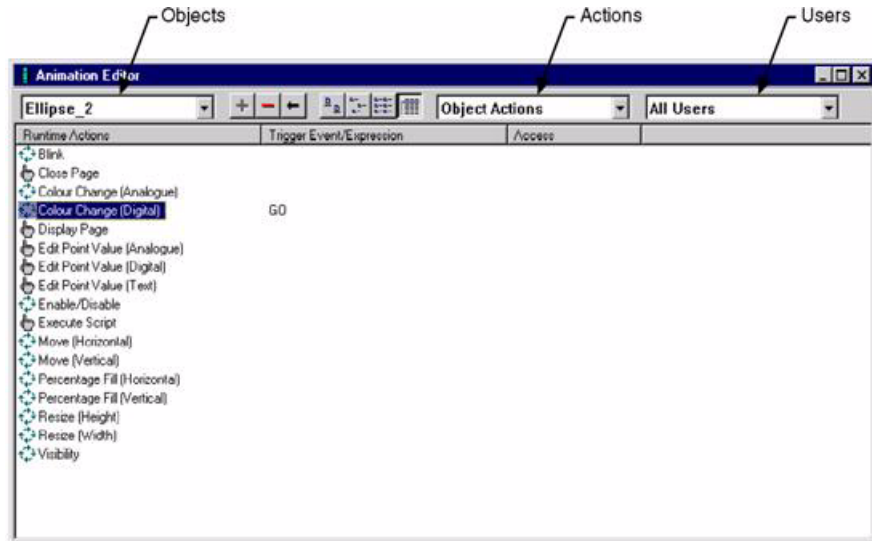 Objects Actions Users
Animation Editor
Ellipse_2 Object Actions All Users
Runtime Actions Trigger Event/Expression Access
Blink
Close Page
Colour Change (Analogue)
Colour Change (Digital) GO
Display Page
Edit Point Value (Analogue)
Edit Point Value (Digital)
Edit Point Value (Text)
Enable/Disable
Execute Script
Move (Horizontal)
Move (Vertical)
Percentage Fill (Horizontal)
Percentage Fill (Vertical)
Resize (Height)
Resize (Width)
Visibility